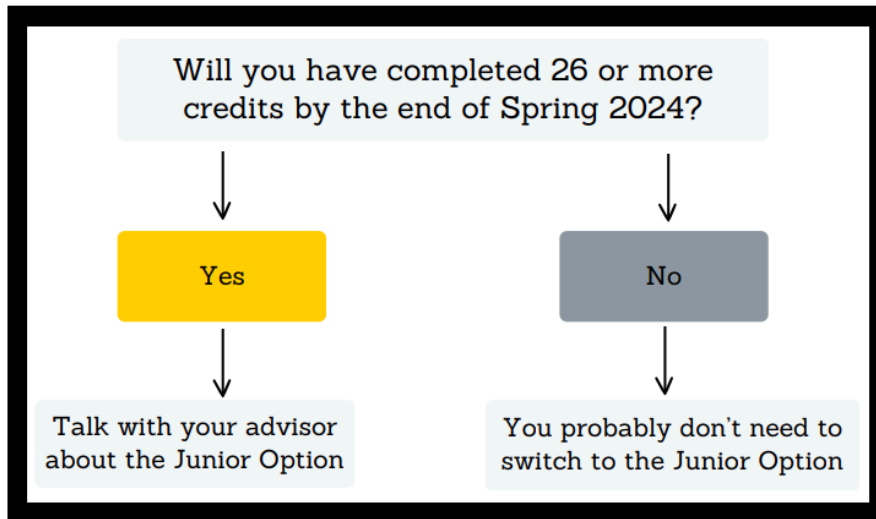 Will you have completed 26 or more
credits by the end of Spring 2024?
Yes
No
Talk with your advisor
about the Junior Option
You probably don't need to
switch to the Junior Option